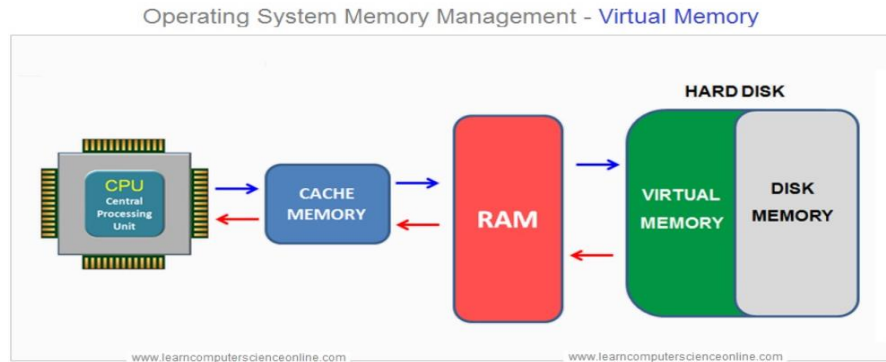 Operating System Memory Management - Virtual Memory
HARD DISK
CPU
Central
Processing
Unit
CACHE
MEMORY
RAM
VIRTUAL
MEMORY
DISK
MEMORY
www.learncomputerscienceonline.com
www.learncomputerscienceonline.com